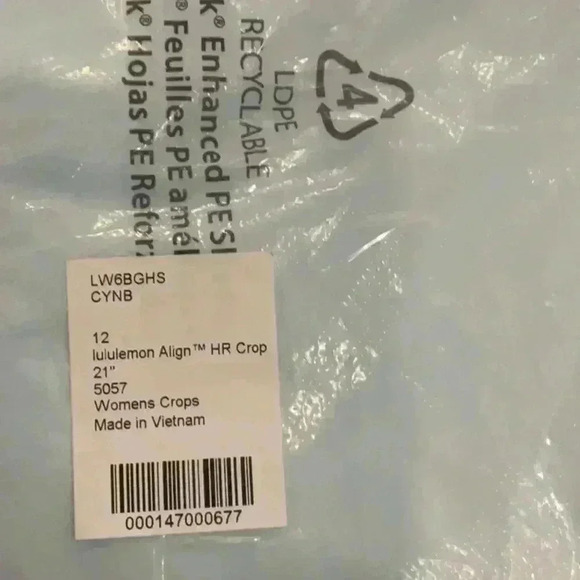 k® Enhanced PE
® Feuilles PE
k® Hojas PE
LDPE
RECYCLABLE
4
LW6BGHS
CYNB
12
lululemon Align™ HR Crop
21"
5057
Womens Crops
Made in Vietnam
000147000677